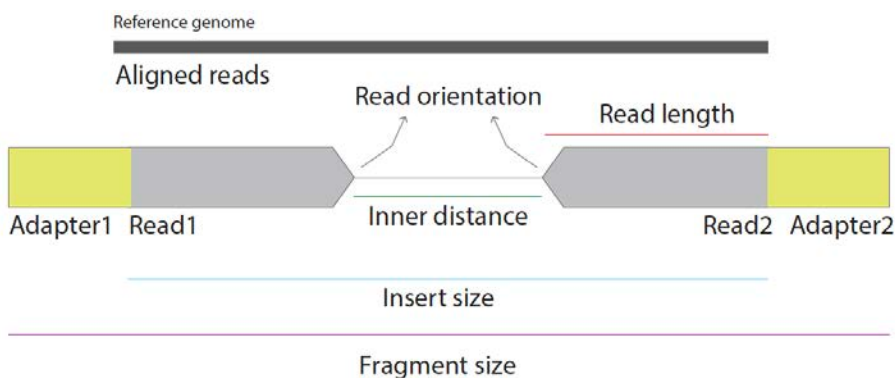 Reference genome
Aligned reads
Read orientation
Read length
Inner distance
Adapter1 Read1
Read2 Adapter2
Insert size
Fragment size